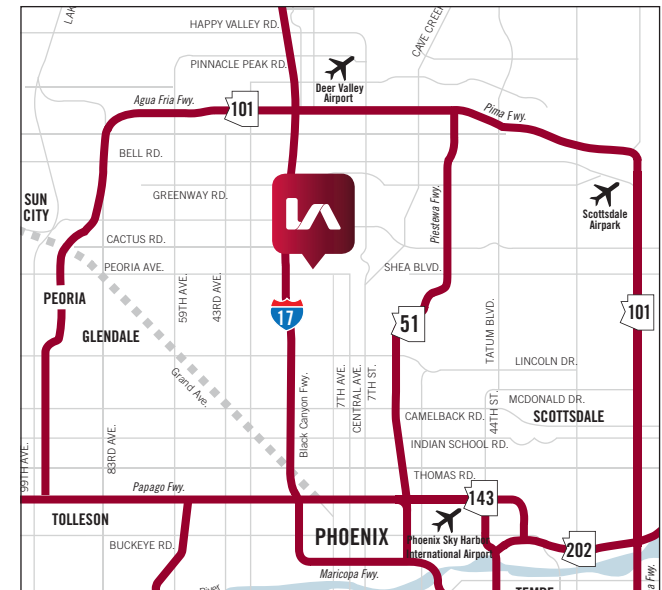 HAPPY VALLEY RD.
CAVE CREEK
PINNACLE PEAK RD.
Deer Valley
Airport
Agua Fria Fwy.
101
Pima Fwy.
BELL RD.
GREENWAY RD.
SUN
CITY
Scottsdale
Airpark
Piestewa Fwy.
CACTUS RD.
PEORIA AVE.
SHEA BLVD.
59TH AVE.
43RD AVE.
PEORIA
17
51
101
TATUM BLVD.
GLENDALE
LINCOLN DR.
Grand Ave.
Black Canyon Fwy.
7TH AVE.
CENTRAL AVE.
7TH ST.
44TH ST.
MCDONALD DR.
CAMELBACK RD.
SCOTTSDALE
INDIAN SCHOOL RD.
99TH AVE.
83RD AVE.
THOMAS RD.
Papago Fwy.
143
TOLLESON
PHOENIX
Phoenix Sky Harbor
International Airport
BUCKEYE RD.
202
Maricopa Fwy.
River
TEMPE